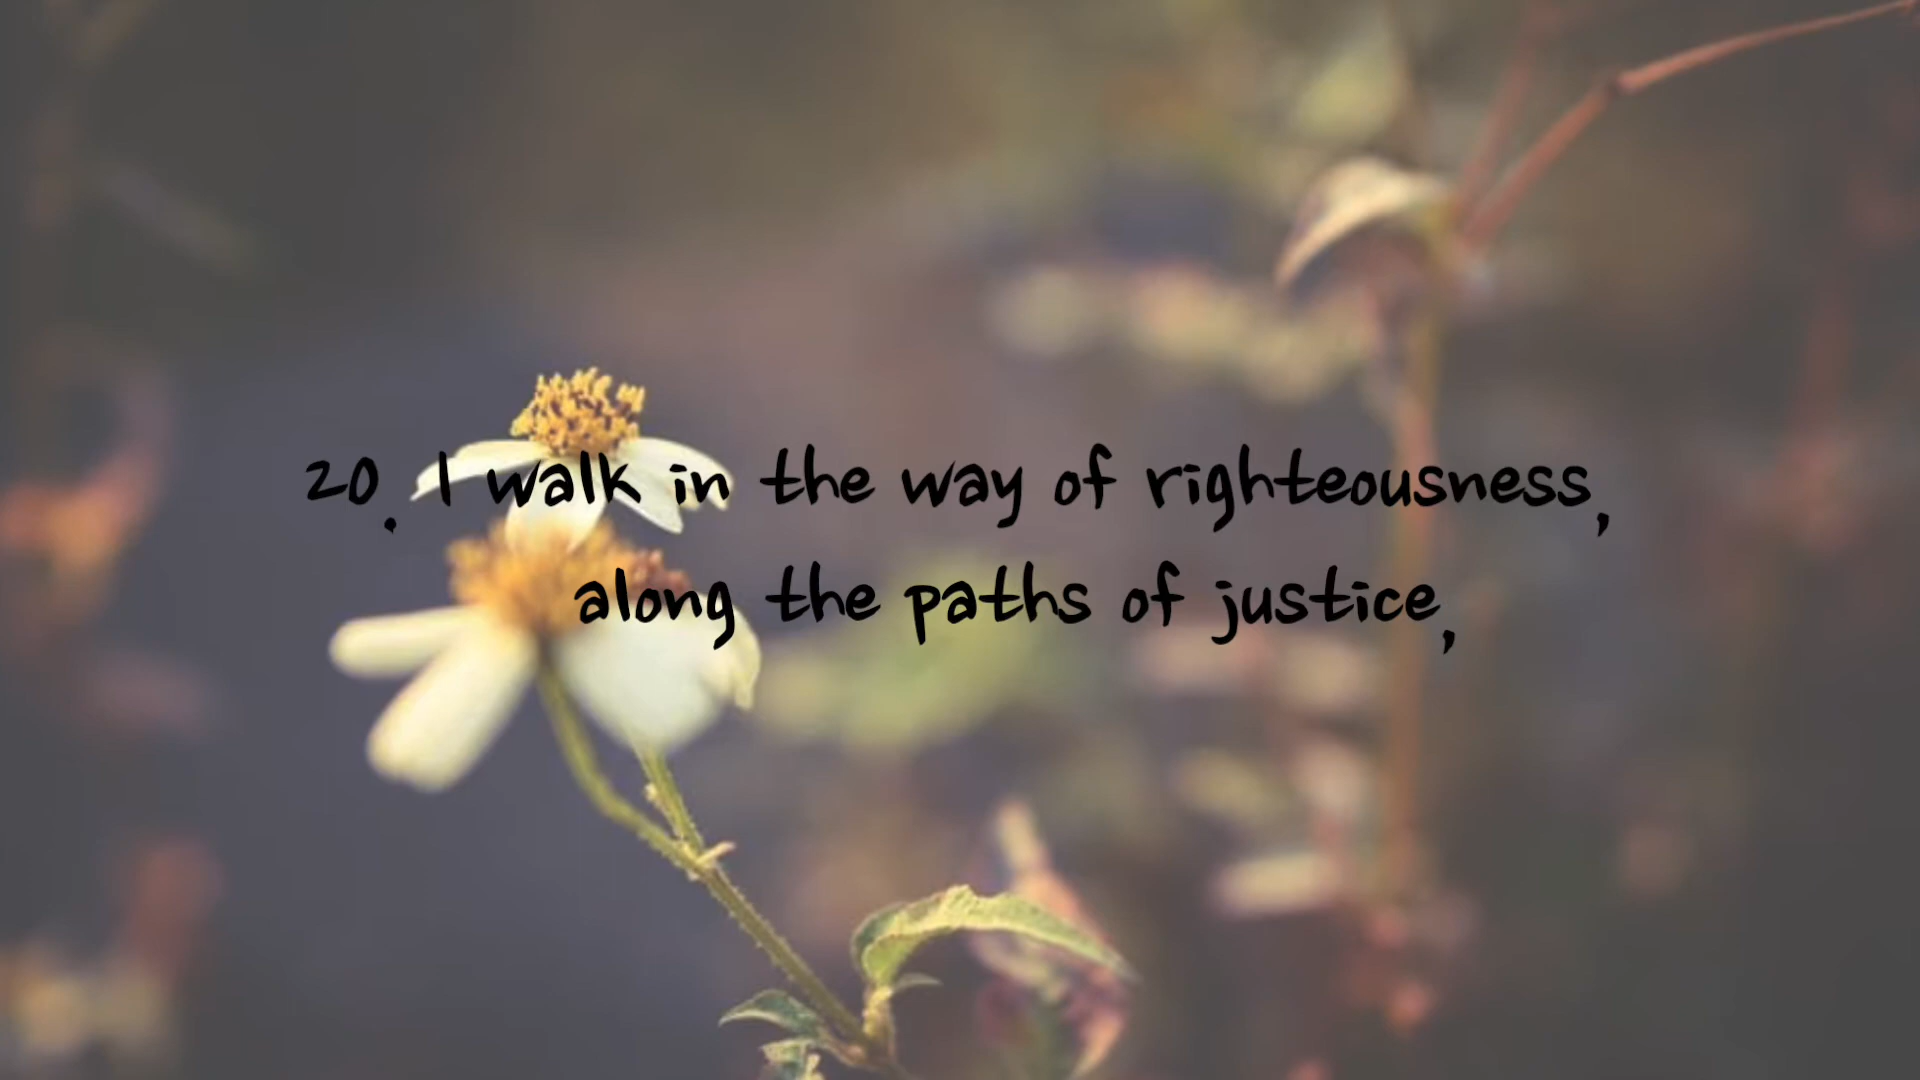 20. I walk in the way of righteousness,
along the paths of justice,